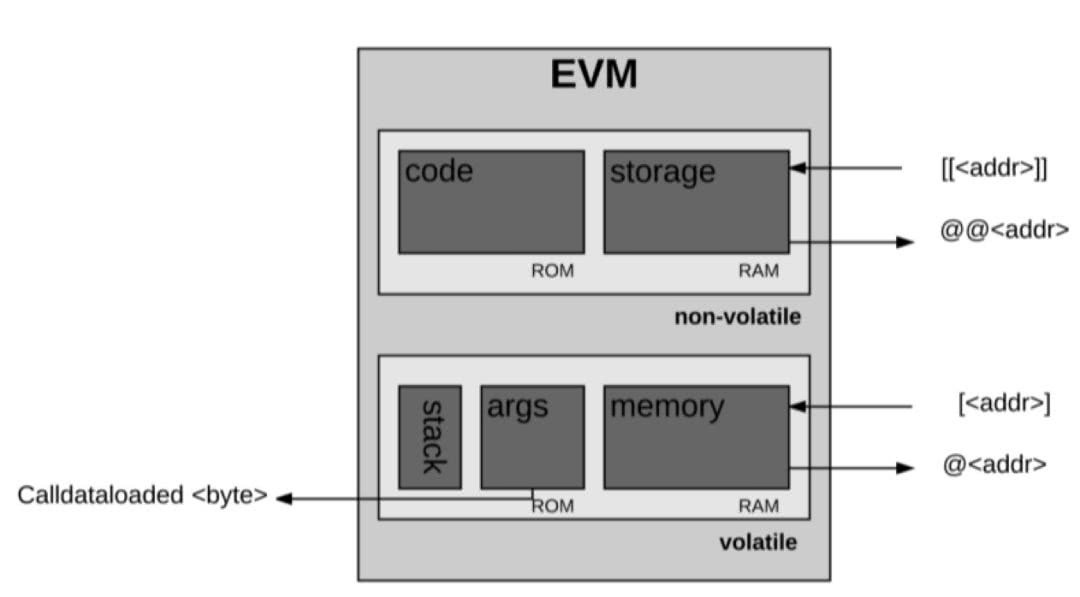 EVM
code
storage
[[<addr>]]
@@<addr>
ROM
RAM
non-volatile
stack
args
memory
[<addr>]
@<addr>
Calldataloaded <byte>
ROM
RAM
volatile